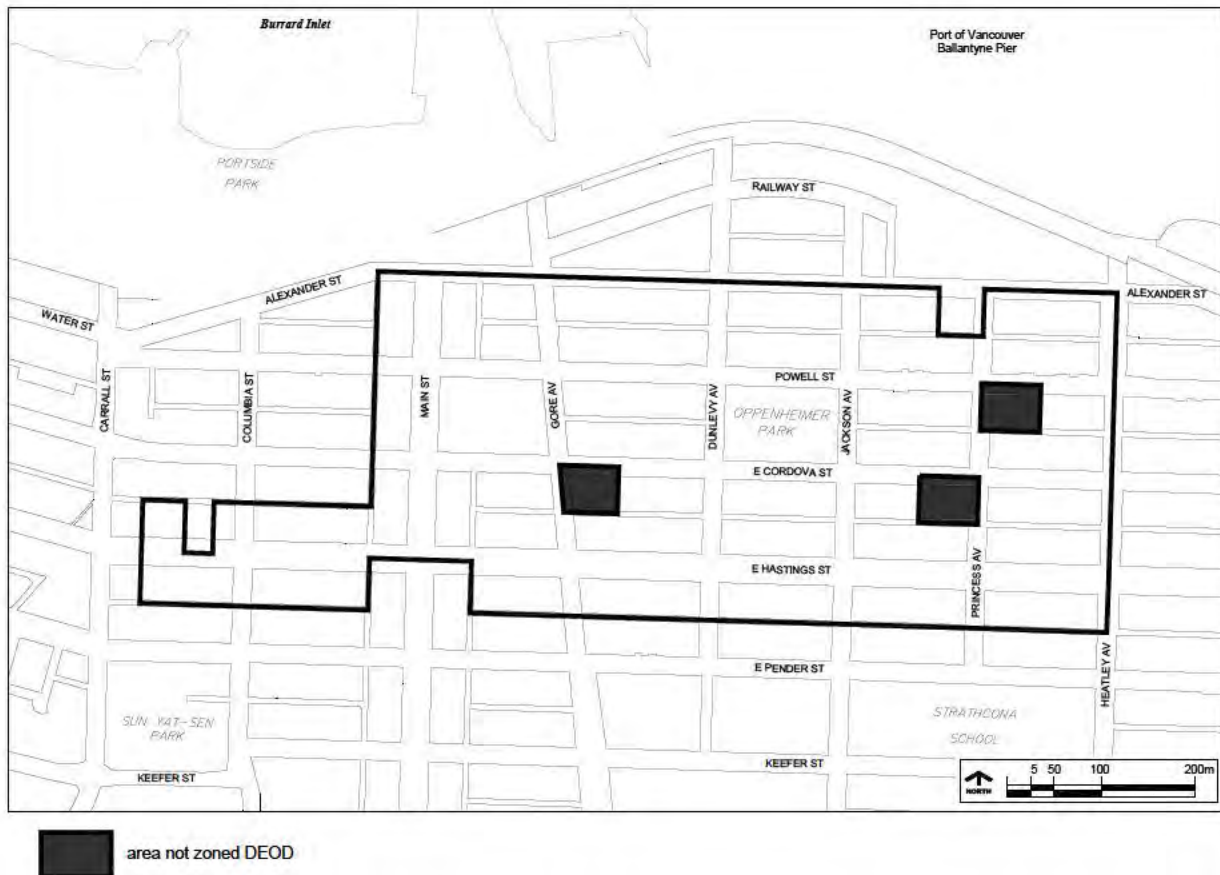 Burrard Inlet
Port of Vancouver
Ballantyne Pier
PORTSIDE
PARK
RAILWAY ST
ALEXANDER ST
ALEXANDER ST
WATER ST
CARRALL ST
COLUMBIA ST
MAIN ST
GORE AV
DUNLEVY AV
POWELL ST
OPPENHEIMER
PARK
JACKSON AV
E CORDOVA ST
E HASTINGS ST
PRINCESS AV
E PENDER ST
HEATLEY AV
SUN YAT-SEN
PARK
STRATHCONA
SCHOOL
KEEFER ST
KEEFER ST
NORTH
5 50 100 200m
area not zoned DEOD